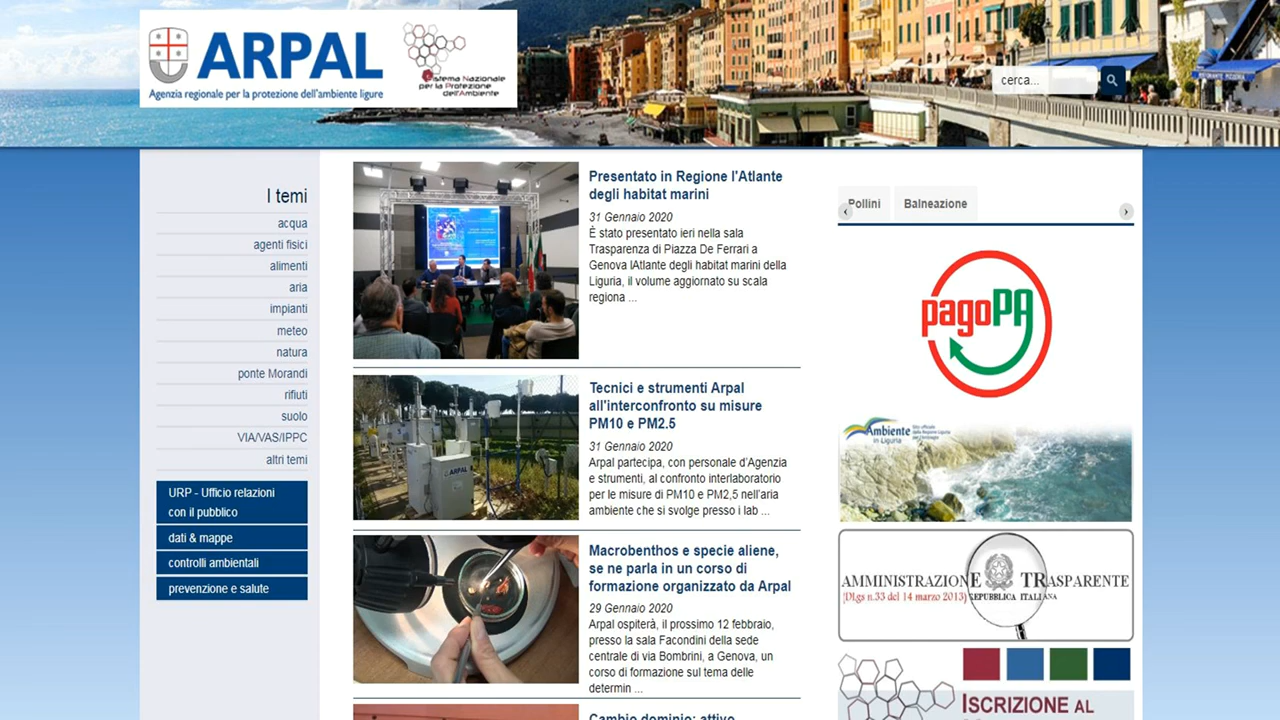 ARPAL
Agenzia regionale per la protezione dell'ambiente ligure
Sistema Nazionale
per la Protezione
dell'Ambiente
cerca...
RISTORANTE PIZZERIA
I temi
acqua
agenti fisici
alimenti
aria
impianti
meteo
natura
ponte Morandi
rifiuti
suolo
VIA/VAS/IPPC
altri temi
URP - Ufficio relazioni
con il pubblico
dati & mappe
controlli ambientali
prevenzione e salute
Presentato in Regione l'Atlante
degli habitat marini
31 Gennaio 2020
È stato presentato ieri nella sala
Trasparenza di Piazza De Ferrari a
Genova lAtlante degli habitat marini della
Liguria, il volume aggiornato su scala
regiona ...
ARPAL
Tecnici e strumenti Arpal
all'interconfronto su misure
PM10 e PM2.5
31 Gennaio 2020
Arpal partecipa, con personale d'Agenzia
e strumenti, al confronto interlaboratorio
per le misure di PM10 e PM2,5 nell'aria
ambiente che si svolge presso i lab ...
Macrobenthos e specie aliene,
se ne parla in un corso di
formazione organizzato da Arpal
29 Gennaio 2020
Arpal ospiterà, il prossimo 12 febbraio,
presso la sala Facondini della sede
centrale di via Bombrini, a Genova, un
corso di formazione sul tema delle
determin ...
Cambio dominio: attivo
Pollini
Balneazione
pagoPA
Ambiente
in Liguria
AMMINISTRAZIONE TRASPARENTE
(Dlgs n.33 del 14 marzo 2013) REPUBBLICA ITALIANA
ISCRIZIONE AL